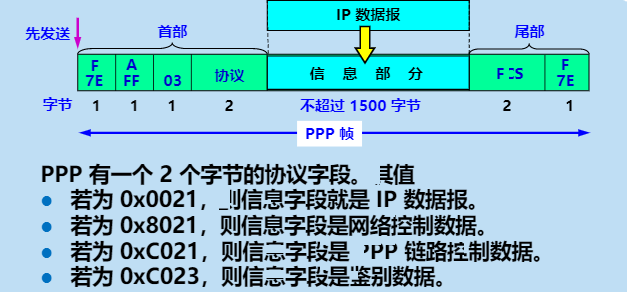 IP 数据报
先发送 首部 尾部
F A F
7E FF 03 协议 信息部分 FCS 7E
字节 1 1 1 2 不超过 1500 字节 2 1
PPP 帧
PPP 有一个 2 个字节的协议字段。其值
● 若为 0x0021，则信息字段就是 IP 数据报。
● 若为 0x8021，则信息字段是网络控制数据。
● 若为 0xC021，则信息字段是 PPP 链路控制数据。
● 若为 0xC023，则信息字段是鉴别数据。